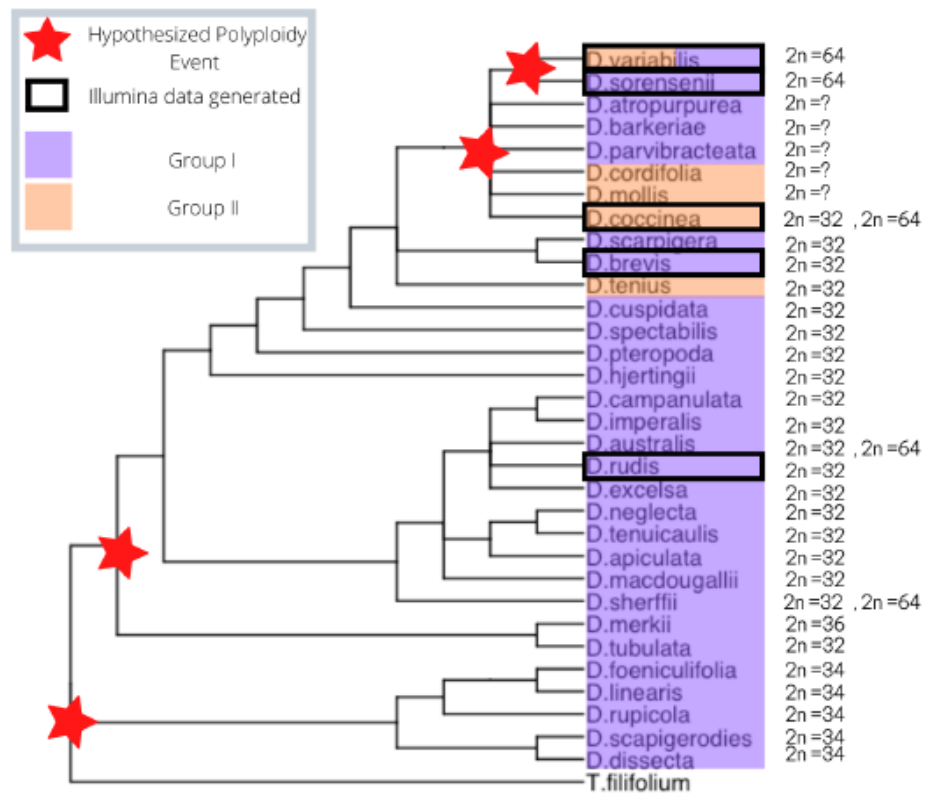 Hypothesized Polyploidy
Event
Illumina data generated
Group I
Group II
D.variabilis 2n=64
D.sorensenii 2n=64
D.atropurpurea 2n=?
D.barkeriae 2n=?
D.parvibracteata 2n=?
D.cordifolia 2n=?
D.mollis 2n=?
D.coccinea 2n=32 , 2n=64
D.scarpigera 2n=32
D.brevis 2n=32
D.tenius 2n=32
D.cuspidata 2n=32
D.spectabilis 2n=32
D.pteropoda 2n=32
D.hjertingii 2n=32
D.campanulata 2n=32
D.imperalis 2n=32
D.australis 2n=32 , 2n=64
D.rudis 2n=32
D.excelsa 2n=32
D.neglecta 2n=32
D.tenuicaulis 2n=32
D.apiculata 2n=32
D.macdougallii 2n=32
D.sherffii 2n=32 , 2n=64
D.merkii 2n=36
D.tubulata 2n=32
D.foeniculifolia 2n=34
D.linearis 2n=34
D.rupicola 2n=34
D.scapigerodies 2n=34
D.dissecta 2n=34
T.filifolium